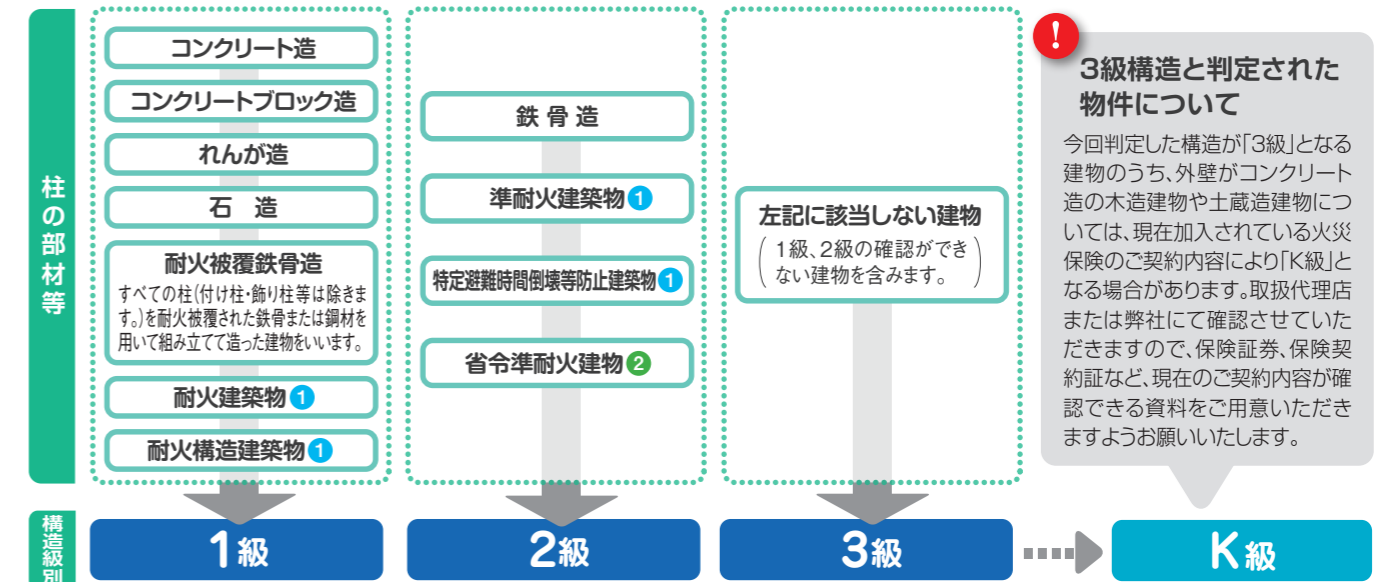 柱の部材等
コンクリート造
コンクリートブロック造
れんが造
石 造
耐火被覆鉄骨造
すべての柱(付け柱・飾り柱等は除きま
す。)を耐火被覆された鉄骨または鋼材を
用いて組み立てて造った建物をいいます。
耐火建築物1
耐火構造建築物1
鉄骨造
準耐火建築物1
特定避難時間倒壊等防止建築物1
省令準耐火建物2
左記に該当しない建物
(1級、2級の確認ができ
ない建物を含みます。)
!
3級構造と判定された
物件について
今回判定した構造が「3級」となる
建物のうち、外壁がコンクリート
造の木造建物や土蔵造建物につ
いては、現在加入されている火災
保険のご契約内容により「K級」と
なる場合があります。取扱代理店
または弊社にて確認させていた
だきますので、保険証券、保険契
約証など、現在のご契約内容が確
認できる資料をご用意いただき
ますようお願いいたします。
構造級別
1級
2級
3級
K級